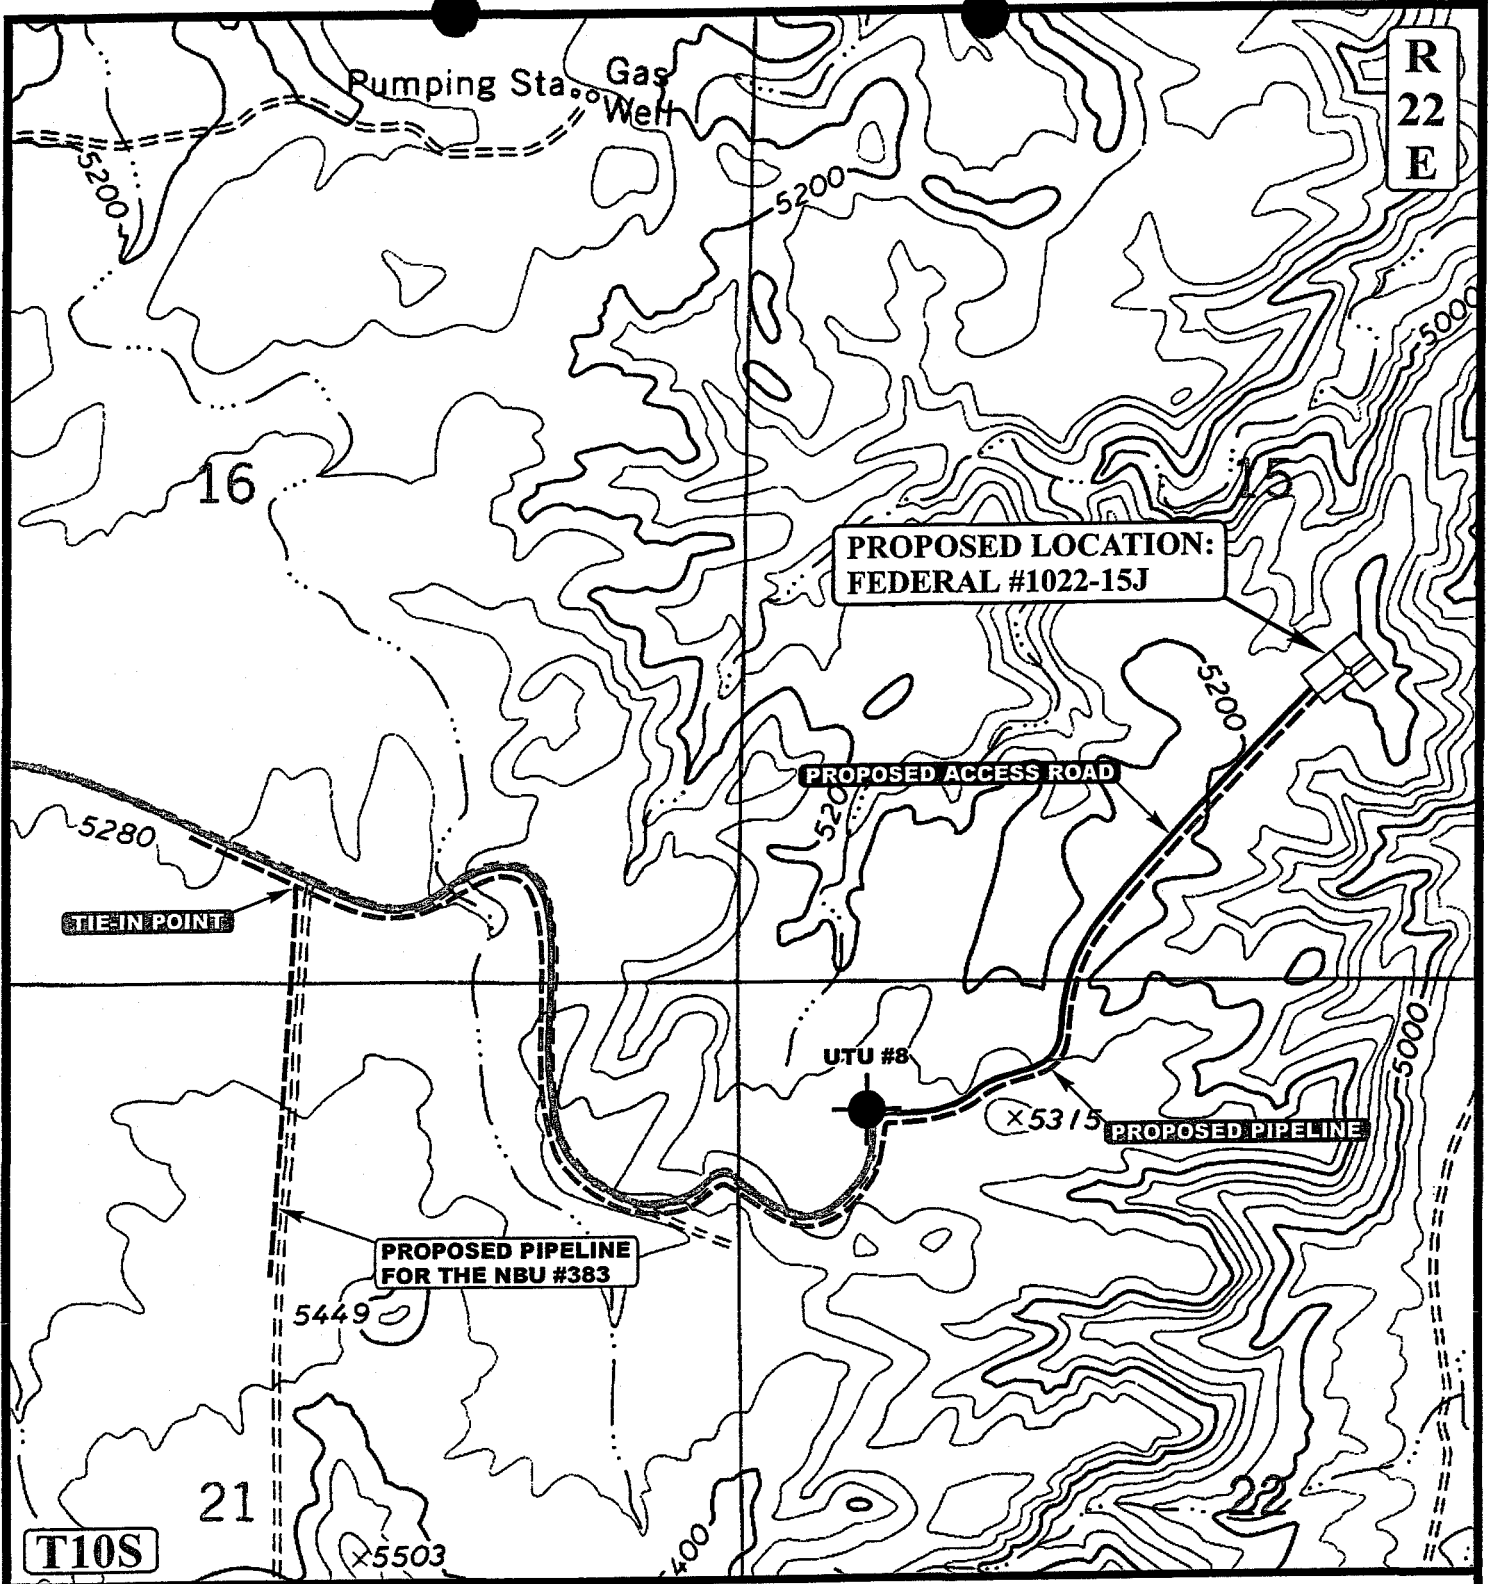 R
22
E
Pumping Sta.
Gas
Well
5200
5200
5000
16
15
PROPOSED LOCATION:
FEDERAL #1022-15J
5200
PROPOSED ACCESS ROAD
520
5280
TIE-IN POINT
5000
UTU #8
×5315
PROPOSED PIPELINE
PROPOSED PIPELINE
FOR THE NBU #383
5449
21
22
T10S
×5503
5400